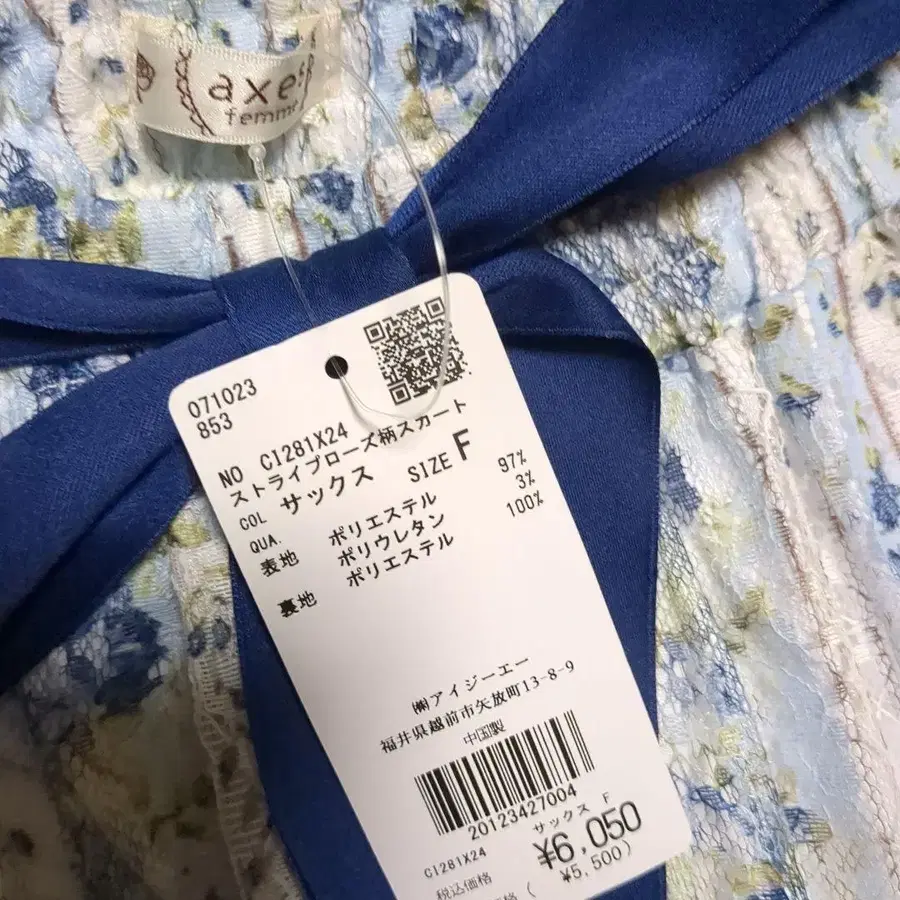 axes
femme
071023
853
NO CI281X24
ストライプローズ柄スカート
COL サックス SIZE F
QUA.
表地 ポリエステル 97%
ポリウレタン 3%
裏地 ポリエステル 100%
㈱アイジーエー
福井県越前市矢放町13-8-9
中国製
20123427004
サックス F
CI281X24 ¥6,050
税込価格 ¥5,500)
価格(